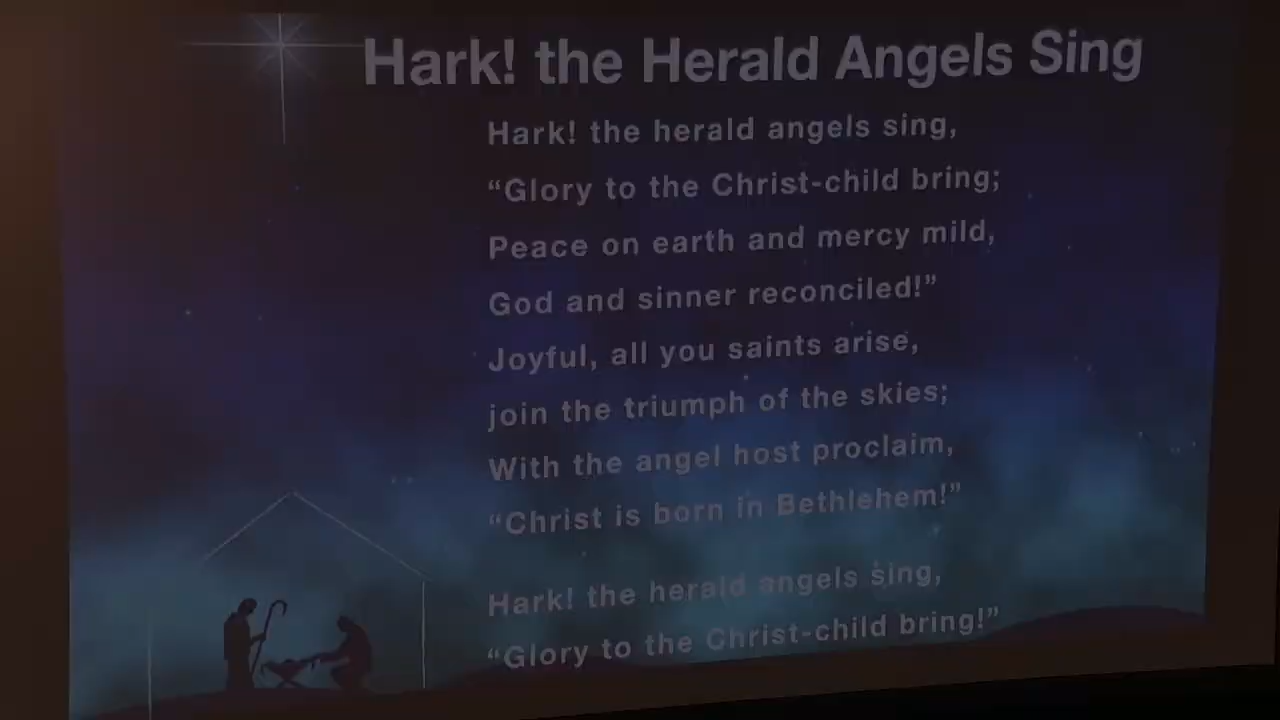 Hark! the Herald Angels Sing
Hark! the herald angels sing,
“Glory to the Christ-child bring;
Peace on earth and mercy mild,
God and sinner reconciled!”
Joyful, all you saints arise,
join the triumph of the skies;
With the angel host proclaim,
“Christ is born in Bethlehem!”
Hark! the herald angels sing,
“Glory to the Christ-child bring!”